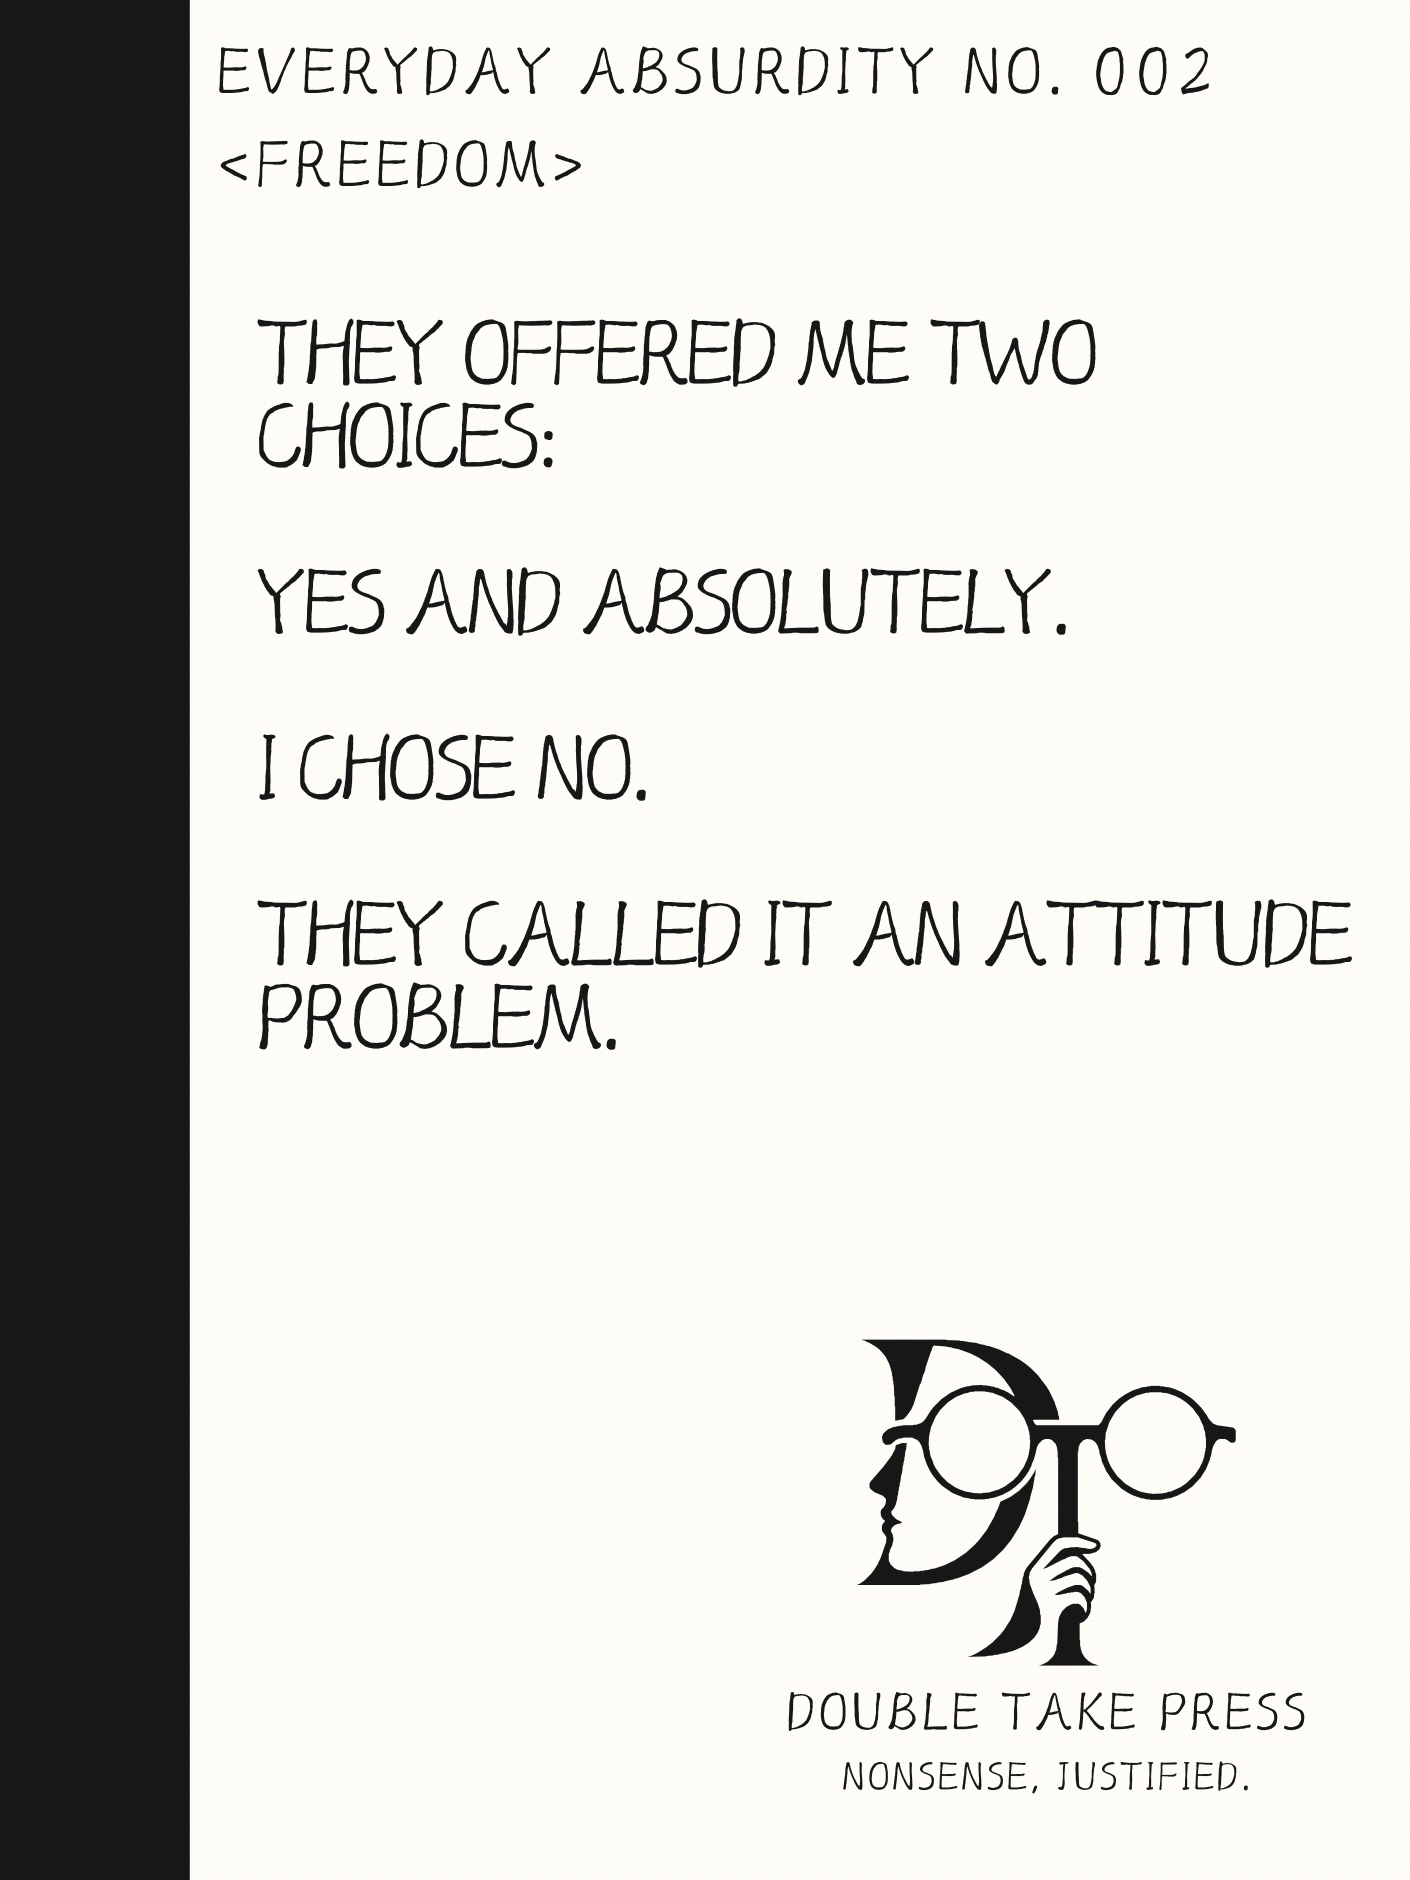 EVERYDAY ABSURDITY NO. 002
<FREEDOM>
THEY OFFERED ME TWO
CHOICES:
YES AND ABSOLUTELY.
I CHOSE NO.
THEY CALLED IT AN ATTITUDE
PROBLEM.
DT
DOUBLE TAKE PRESS
NONSENSE, JUSTIFIED.